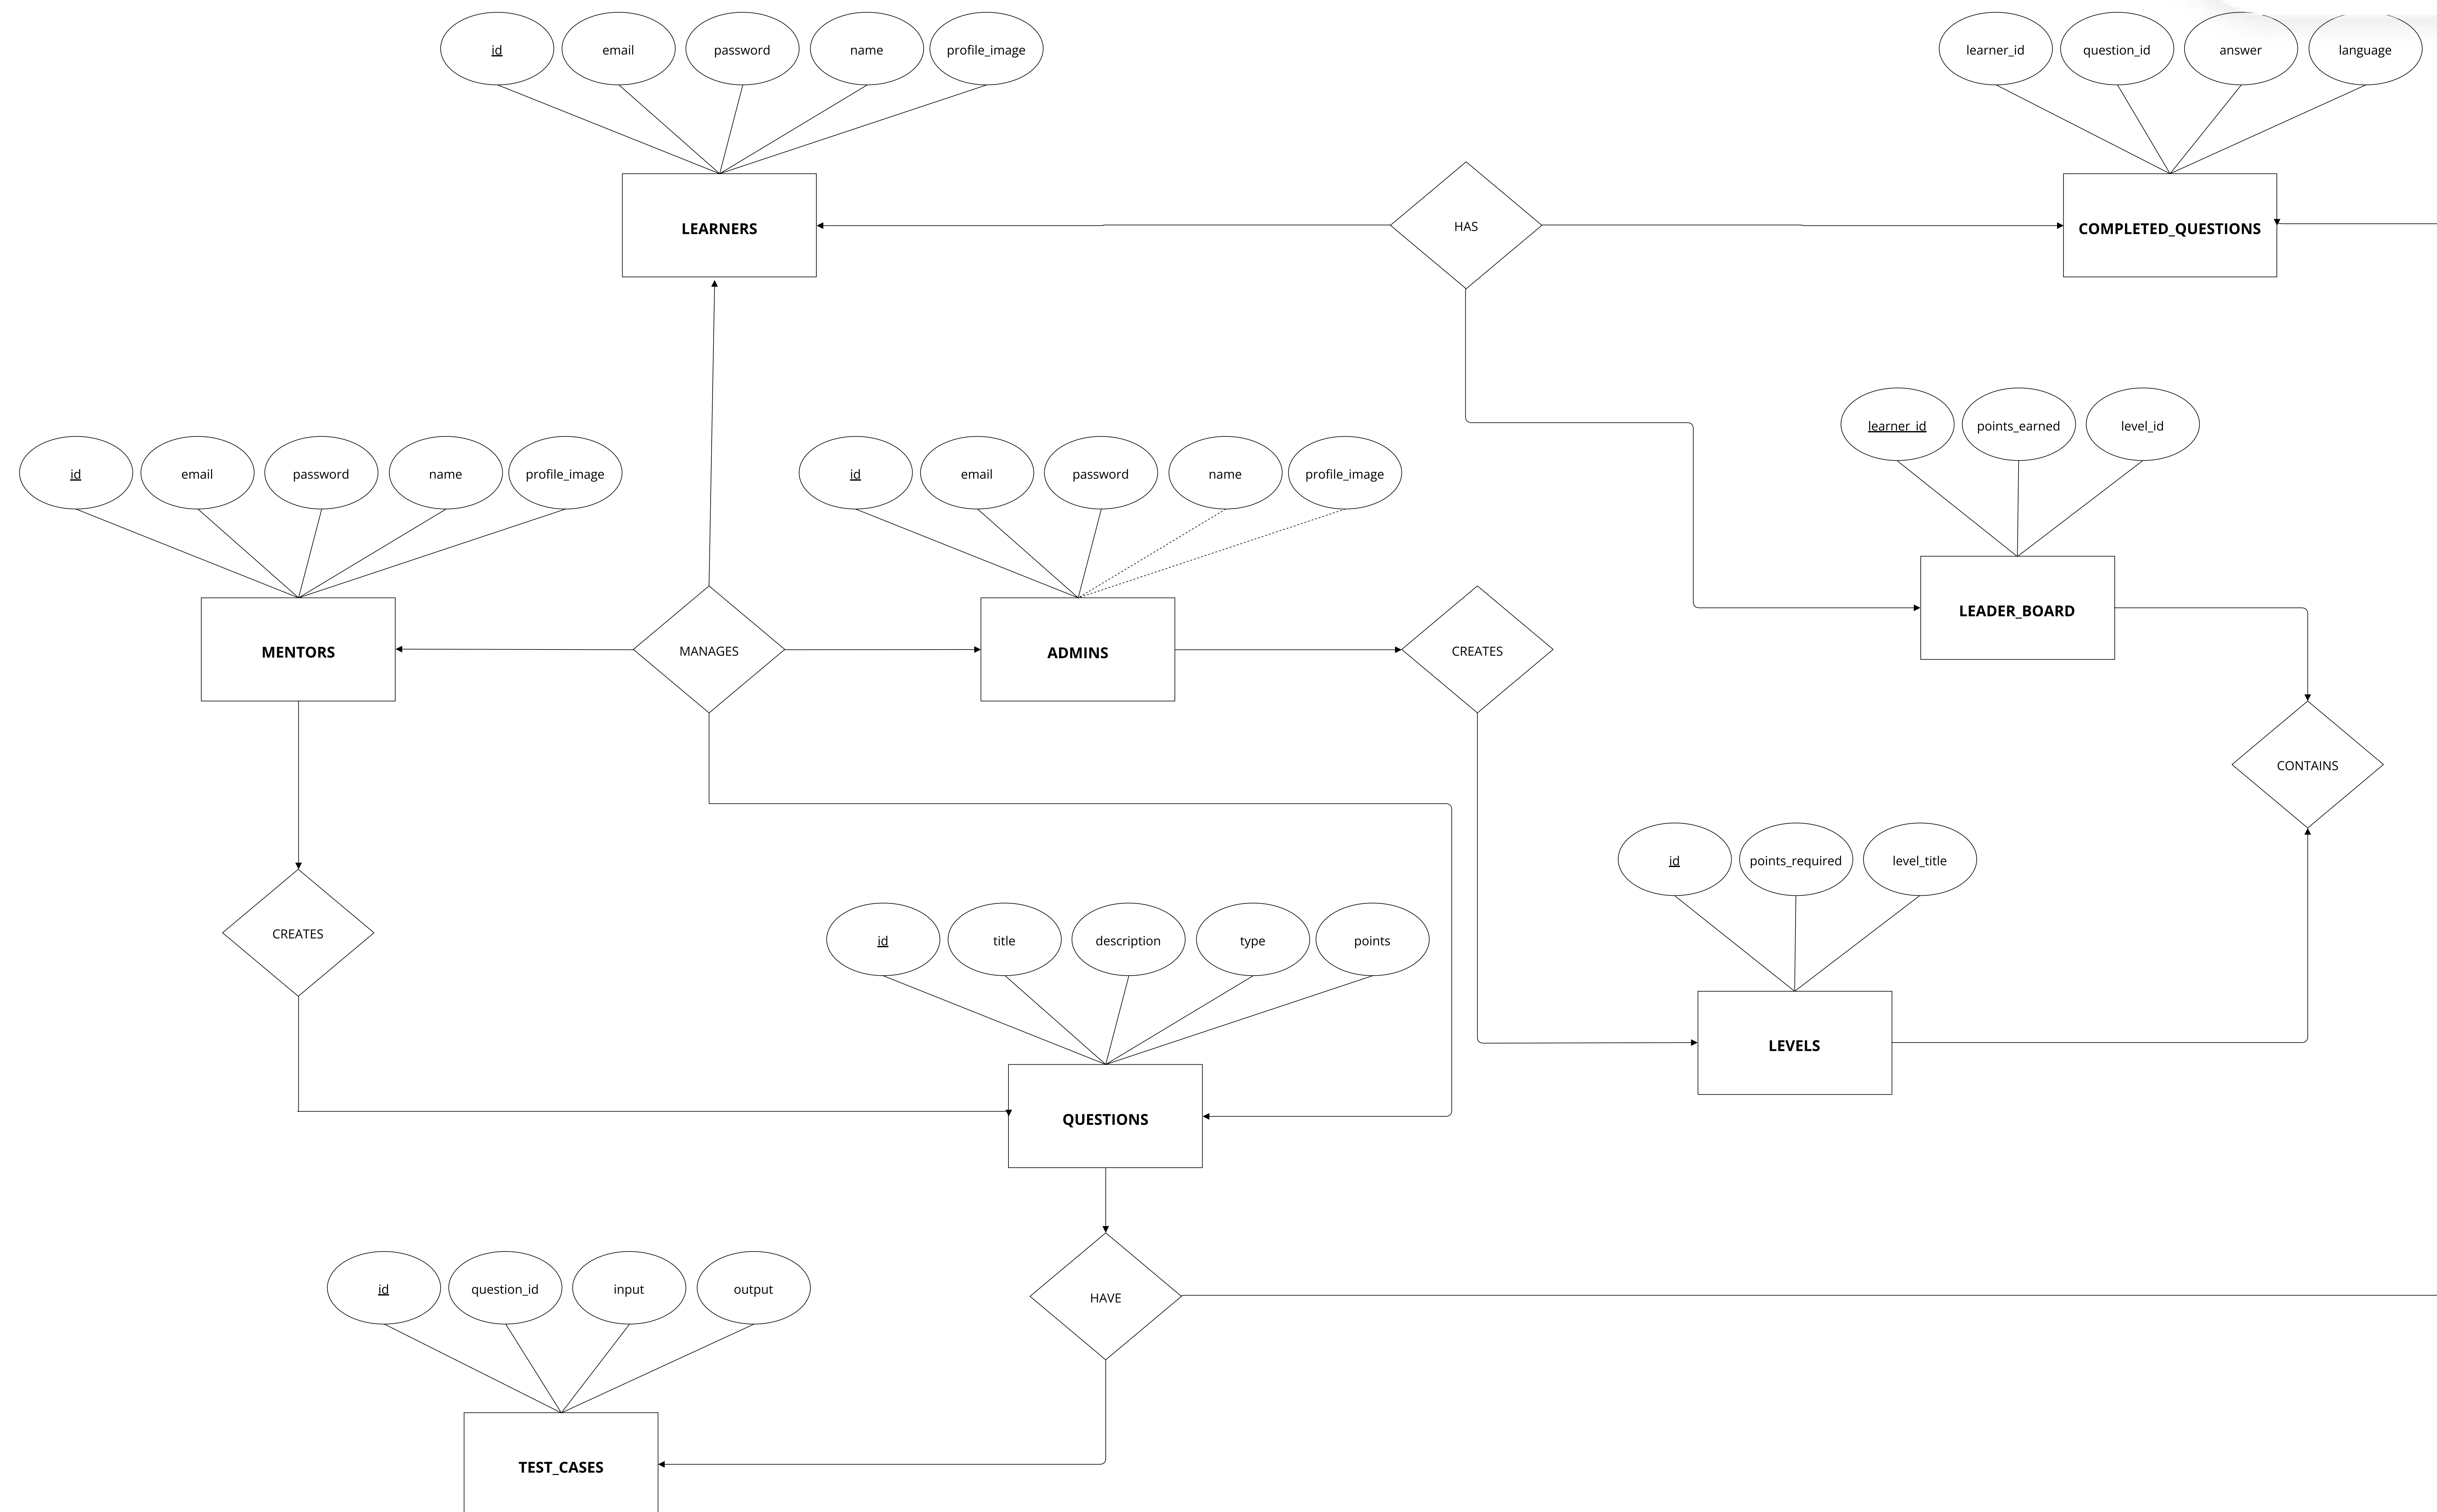 id
email
password
name
profile_image
learner_id
question_id
answer
language
LEARNERS
HAS
COMPLETED_QUESTIONS
learner_id
points_earned
level_id
id
email
password
name
profile_image
id
email
password
name
profile_image
LEADER_BOARD
MENTORS
MANAGES
ADMINS
CREATES
CONTAINS
id
points_required
level_title
CREATES
id
title
description
type
points
LEVELS
QUESTIONS
id
question_id
input
output
HAVE
TEST_CASES